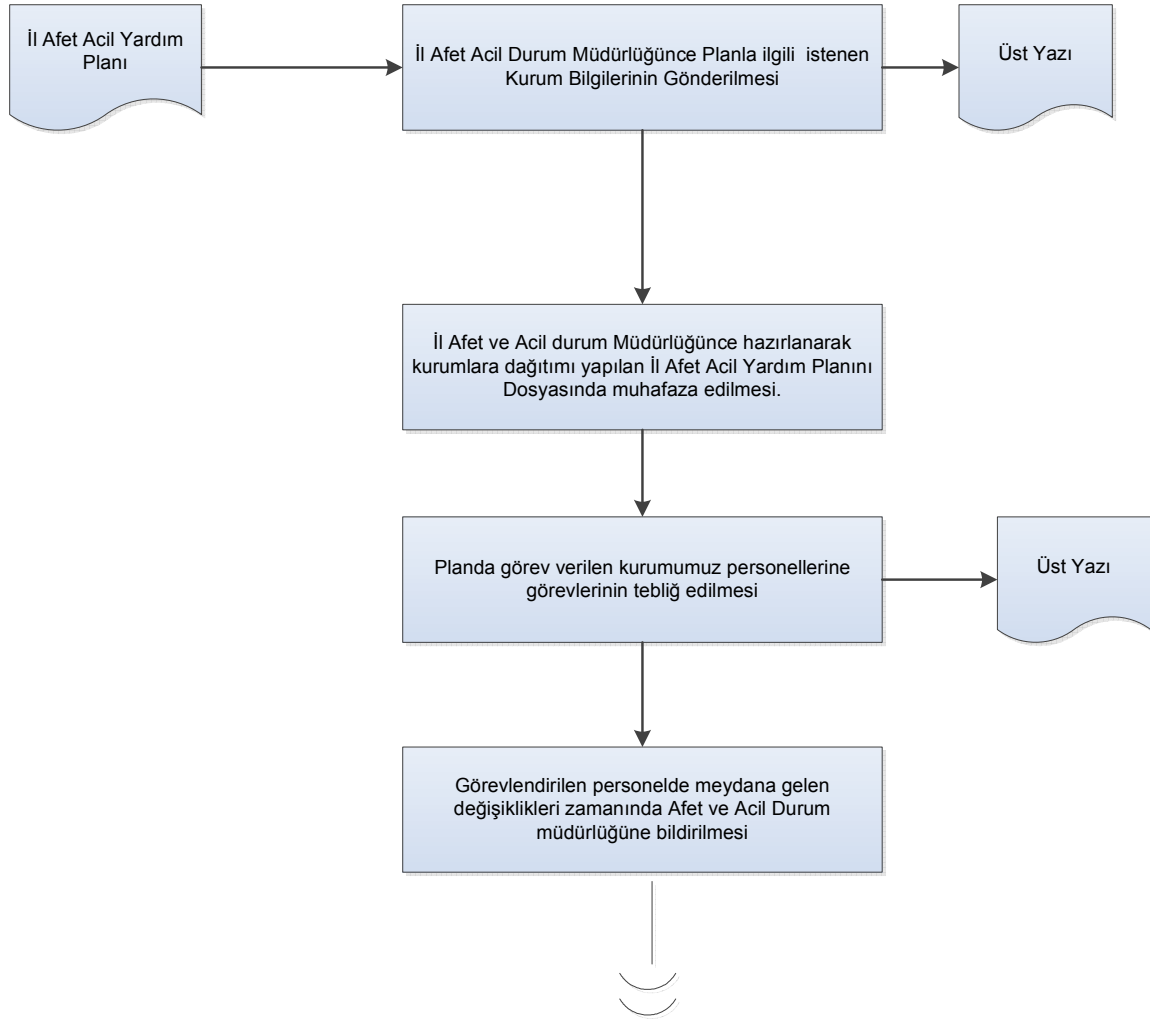 İl Afet Acil Yardım
Planı
İl Afet Acil Durum Müdürlüğünce Planla ilgili  istenen
Kurum Bilgilerinin Gönderilmesi
Üst Yazı
İl Afet ve Acil durum Müdürlüğünce hazırlanarak
kurumlara dağıtımı yapılan İl Afet Acil Yardım Planını
Dosyasında muhafaza edilmesi.
Planda görev verilen kurumumuz personellerine
görevlerinin tebliğ edilmesi
Üst Yazı
Görevlendirilen personelde meydana gelen
değişiklikleri zamanında Afet ve Acil Durum
müdürlüğüne bildirilmesi